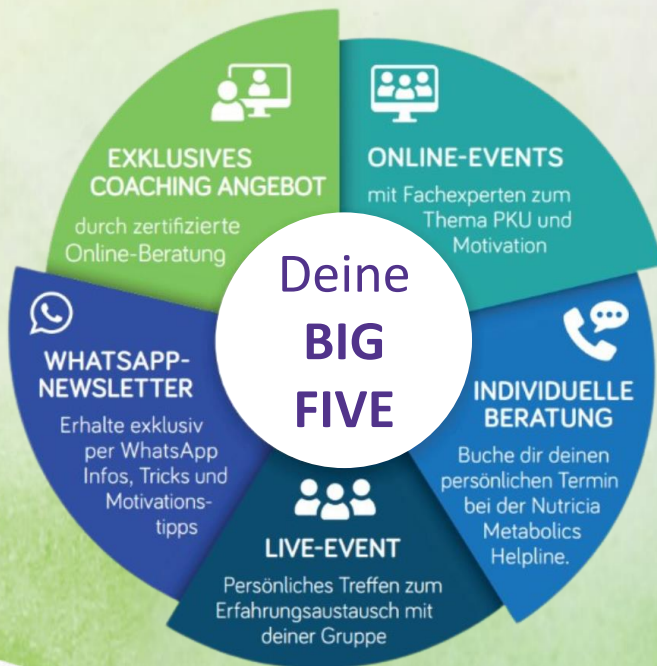 EXKLUSIVES
COACHING ANGEBOT
durch zertifizierte
Online-Beratung
ONLINE-EVENTS
mit Fachexperten zum
Thema PKU und
Motivation
Deine
BIG
FIVE
WHATSAPP-
NEWSLETTER
Erhalte exklusiv
per WhatsApp
Infos, Tricks und
Motivations-
tipps
INDIVIDUELLE
BERATUNG
Buche dir deinen
persönlichen Termin
bei der Nutricia
Metabolics
Helpline.
LIVE-EVENT
Persönliches Treffen zum
Erfahrungsaustausch mit
deiner Gruppe